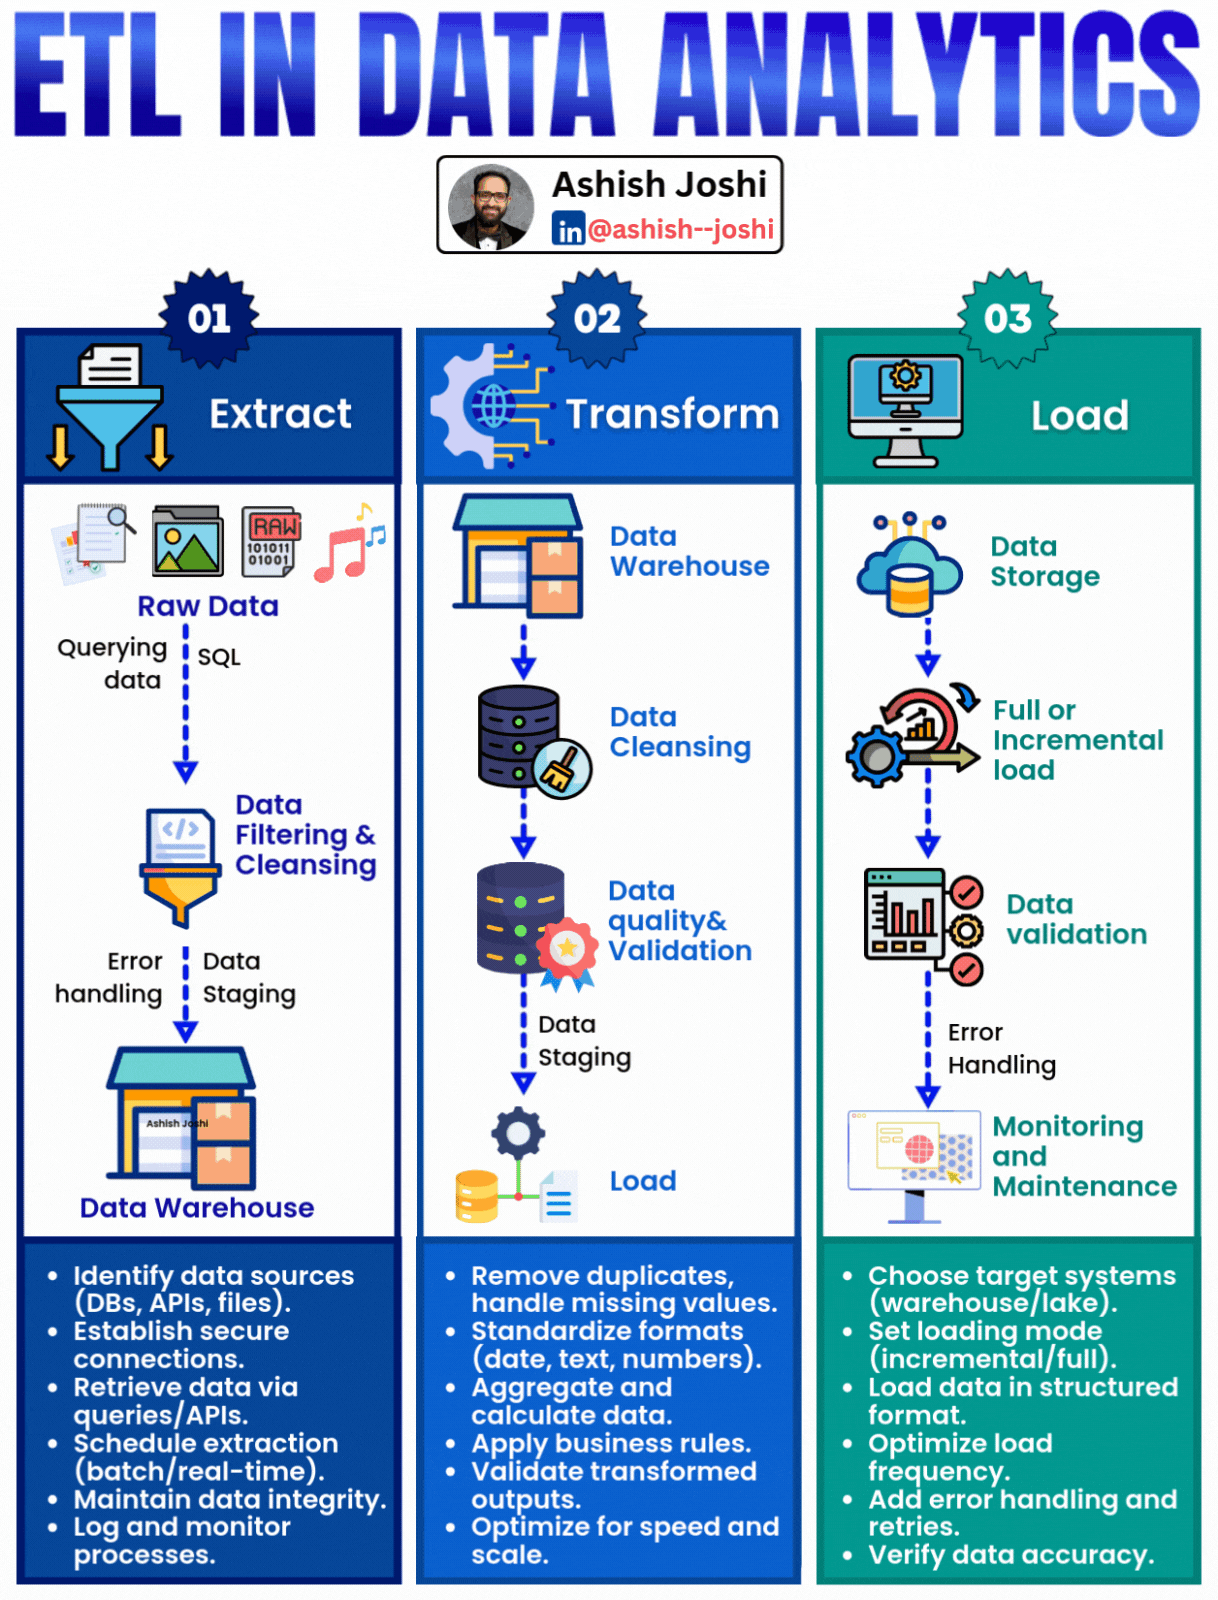 ETL IN DATA ANALYTICS
Ashish Joshi
in @ashish--joshi
01
Extract
RAW
101011
01001
Raw Data
Querying
data
SQL
Data
Filtering &
Cleansing
Error
handling
Data
Staging
Ashish Joshi
Data Warehouse
• Identify data sources
(DBs, APIs, files).
• Establish secure
connections.
• Retrieve data via
queries/APIs.
• Schedule extraction
(batch/real-time).
• Maintain data integrity.
• Log and monitor
processes.
02
Transform
Data
Warehouse
Data
Cleansing
Data
quality&
Validation
Data
Staging
Load
• Remove duplicates,
handle missing values.
• Standardize formats
(date, text, numbers).
• Aggregate and
calculate data.
• Apply business rules.
• Validate transformed
outputs.
• Optimize for speed and
scale.
03
Load
Data
Storage
Full or
Incremental
load
Data
validation
Error
Handling
Monitoring
and
Maintenance
• Choose target systems
(warehouse/lake).
• Set loading mode
(incremental/full).
• Load data in structured
format.
• Optimize load
frequency.
• Add error handling and
retries.
• Verify data accuracy.